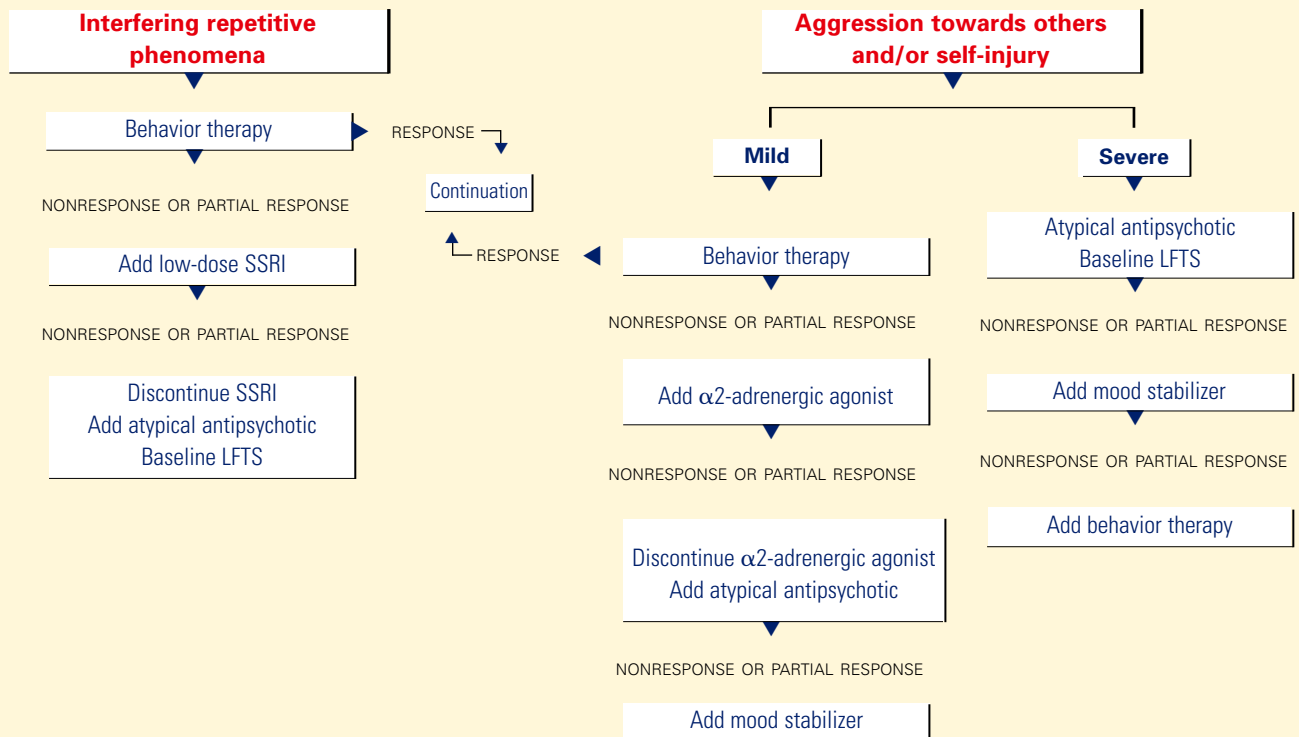 Interfering repetitive
phenomena
Behavior therapy
RESPONSE
Continuation
NONRESPONSE OR PARTIAL RESPONSE
Add low-dose SSRI
NONRESPONSE OR PARTIAL RESPONSE
Discontinue SSRI
Add atypical antipsychotic
Baseline LFTS
Aggression towards others
and/or self-injury
Mild
Behavior therapy
RESPONSE
NONRESPONSE OR PARTIAL RESPONSE
Add α2-adrenergic agonist
NONRESPONSE OR PARTIAL RESPONSE
Discontinue α2-adrenergic agonist
Add atypical antipsychotic
NONRESPONSE OR PARTIAL RESPONSE
Add mood stabilizer
Severe
Atypical antipsychotic
Baseline LFTS
NONRESPONSE OR PARTIAL RESPONSE
Add mood stabilizer
NONRESPONSE OR PARTIAL RESPONSE
Add behavior therapy